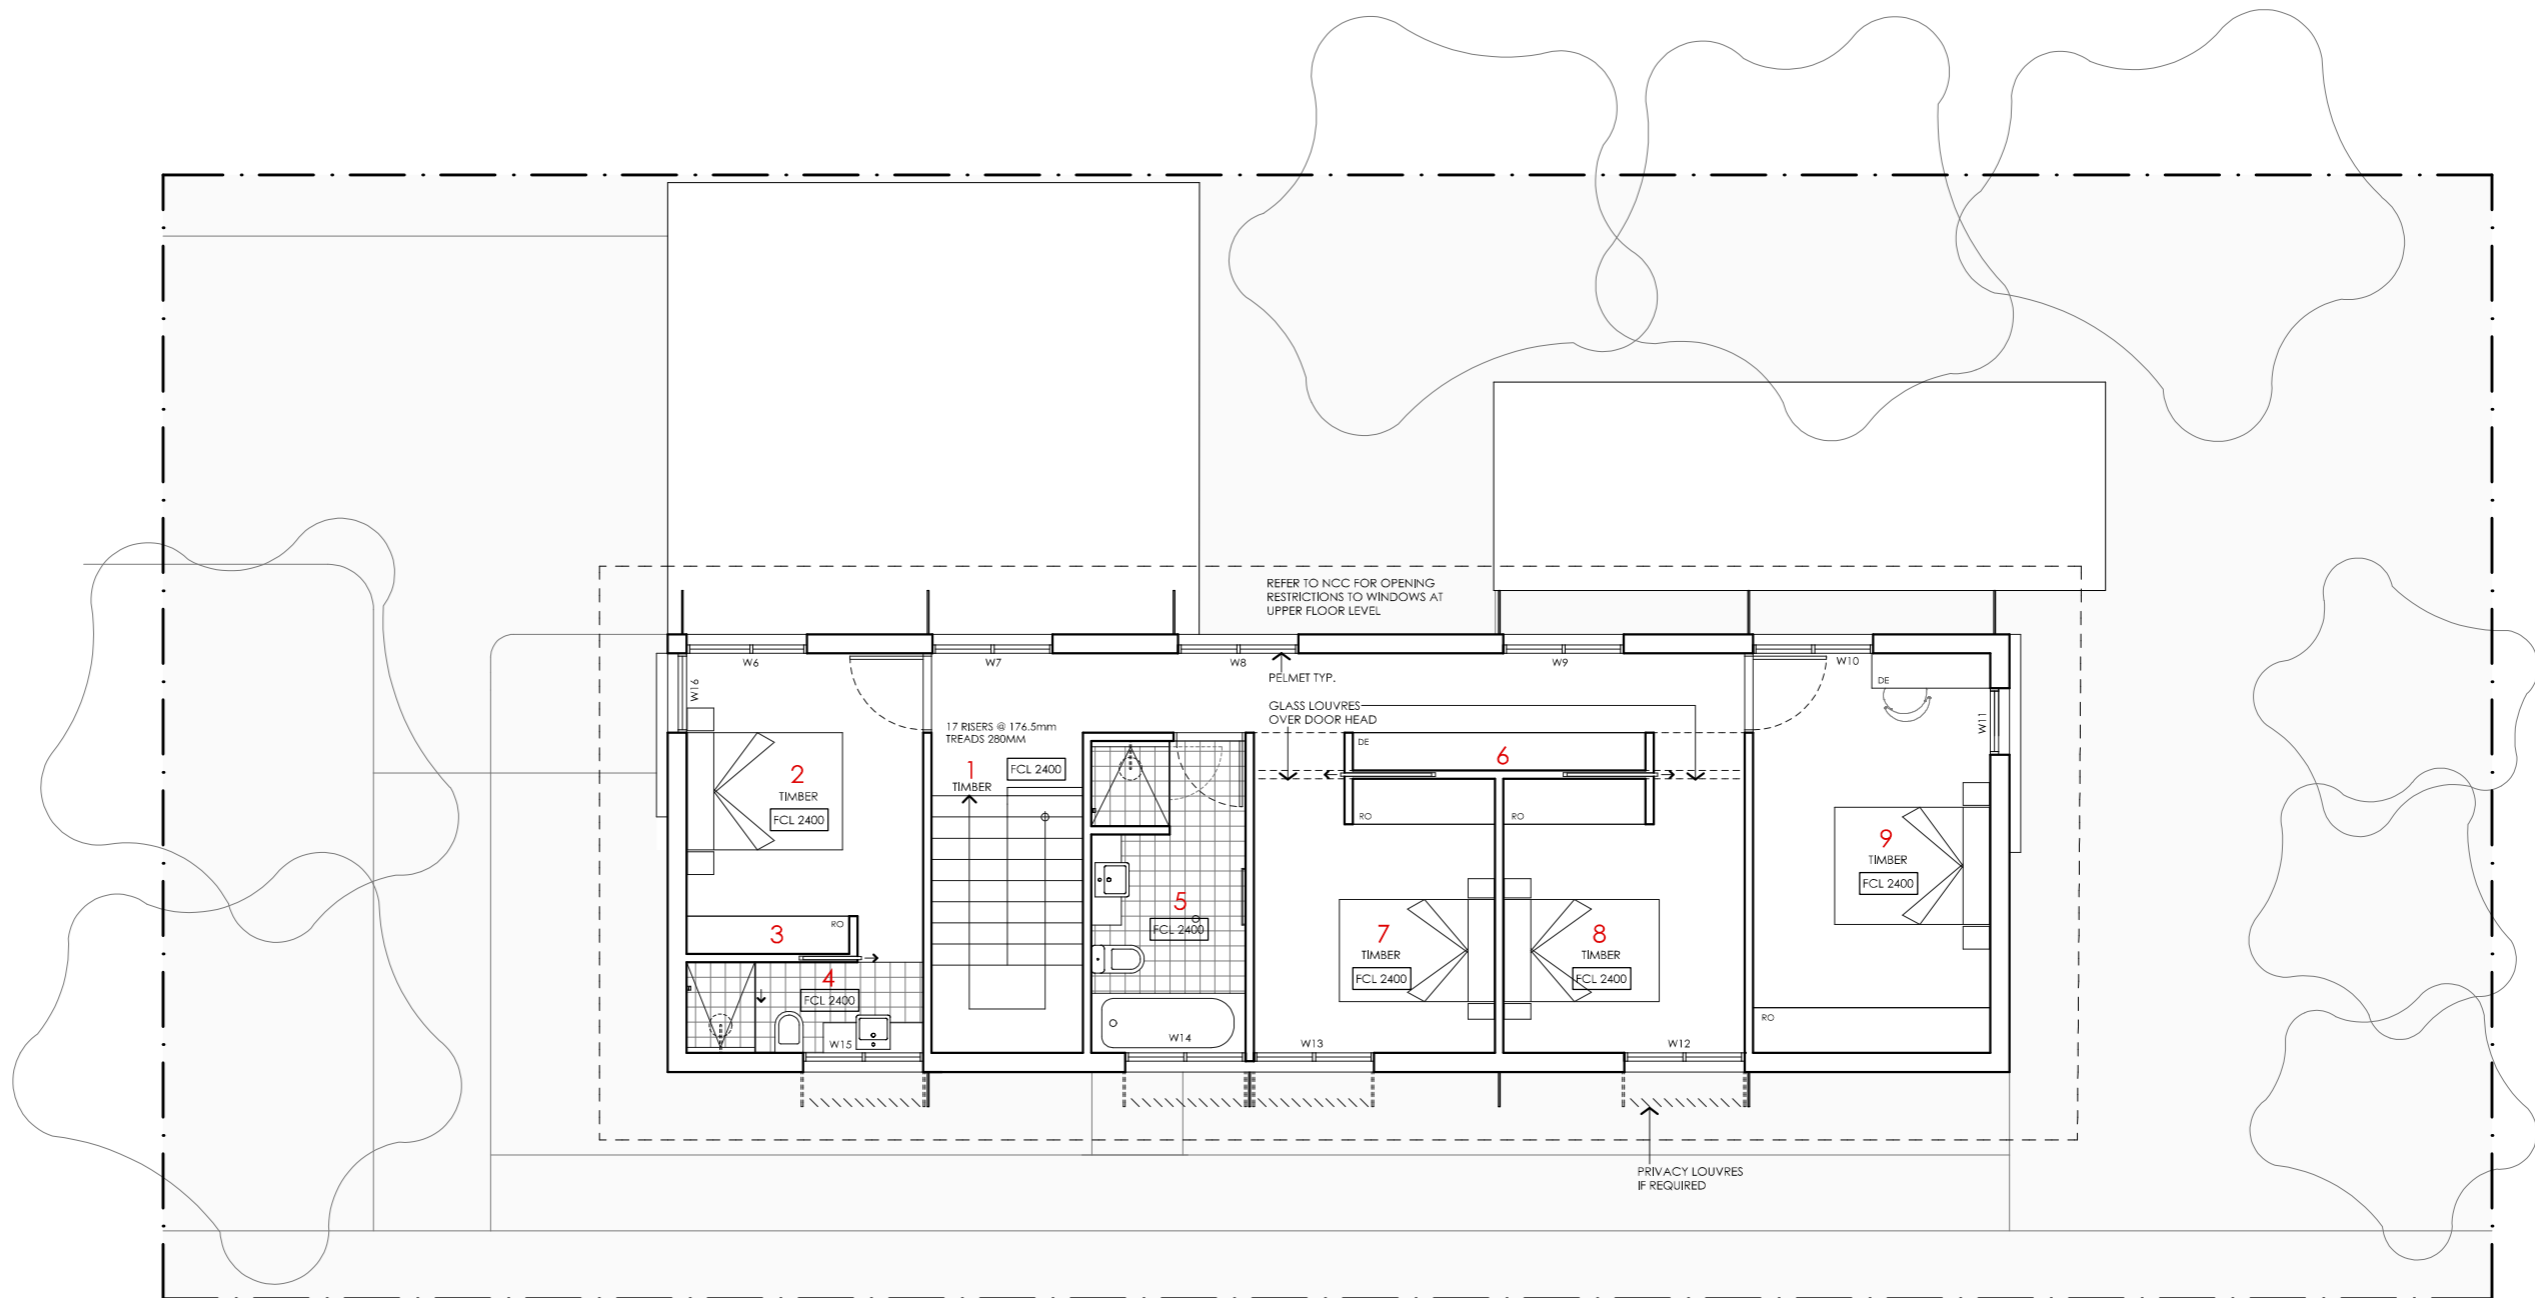 REFER TO NCC FOR OPENING
RESTRICTIONS TO WINDOWS AT
UPPER FLOOR LEVEL
W6
W7
W8
W9
W10
PELMET TYP.
DE
W16
GLASS LOUVRES
OVER DOOR HEAD
W11
17 RISERS @ 176.5mm
TREADS 280MM
1
TIMBER
FCL 2400
2
TIMBER
FCL 2400
DE
6
RO
RO
9
TIMBER
FCL 2400
3
RO
5
FCL 2400
7
TIMBER
FCL 2400
8
TIMBER
FCL 2400
4
FCL 2400
RO
W15
W14
W13
W12
PRIVACY LOUVRES
IF REQUIRED